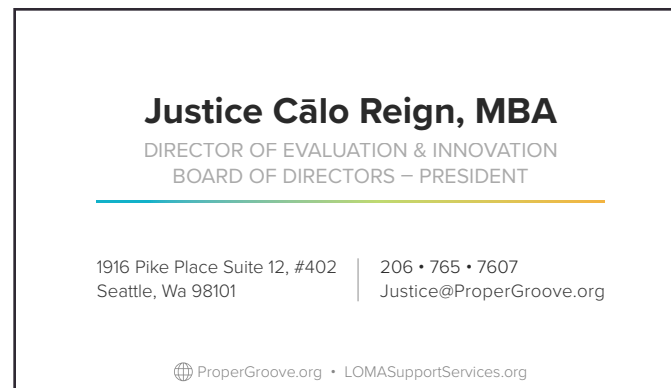 Justice Cālo Reign, MBA
DIRECTOR OF EVALUATION & INNOVATION
BOARD OF DIRECTORS – PRESIDENT
1916 Pike Place Suite 12, #402
Seattle, Wa 98101
206 • 765 • 7607
Justice@ProperGroove.org
ProperGroove.org • LOMASupportServices.org